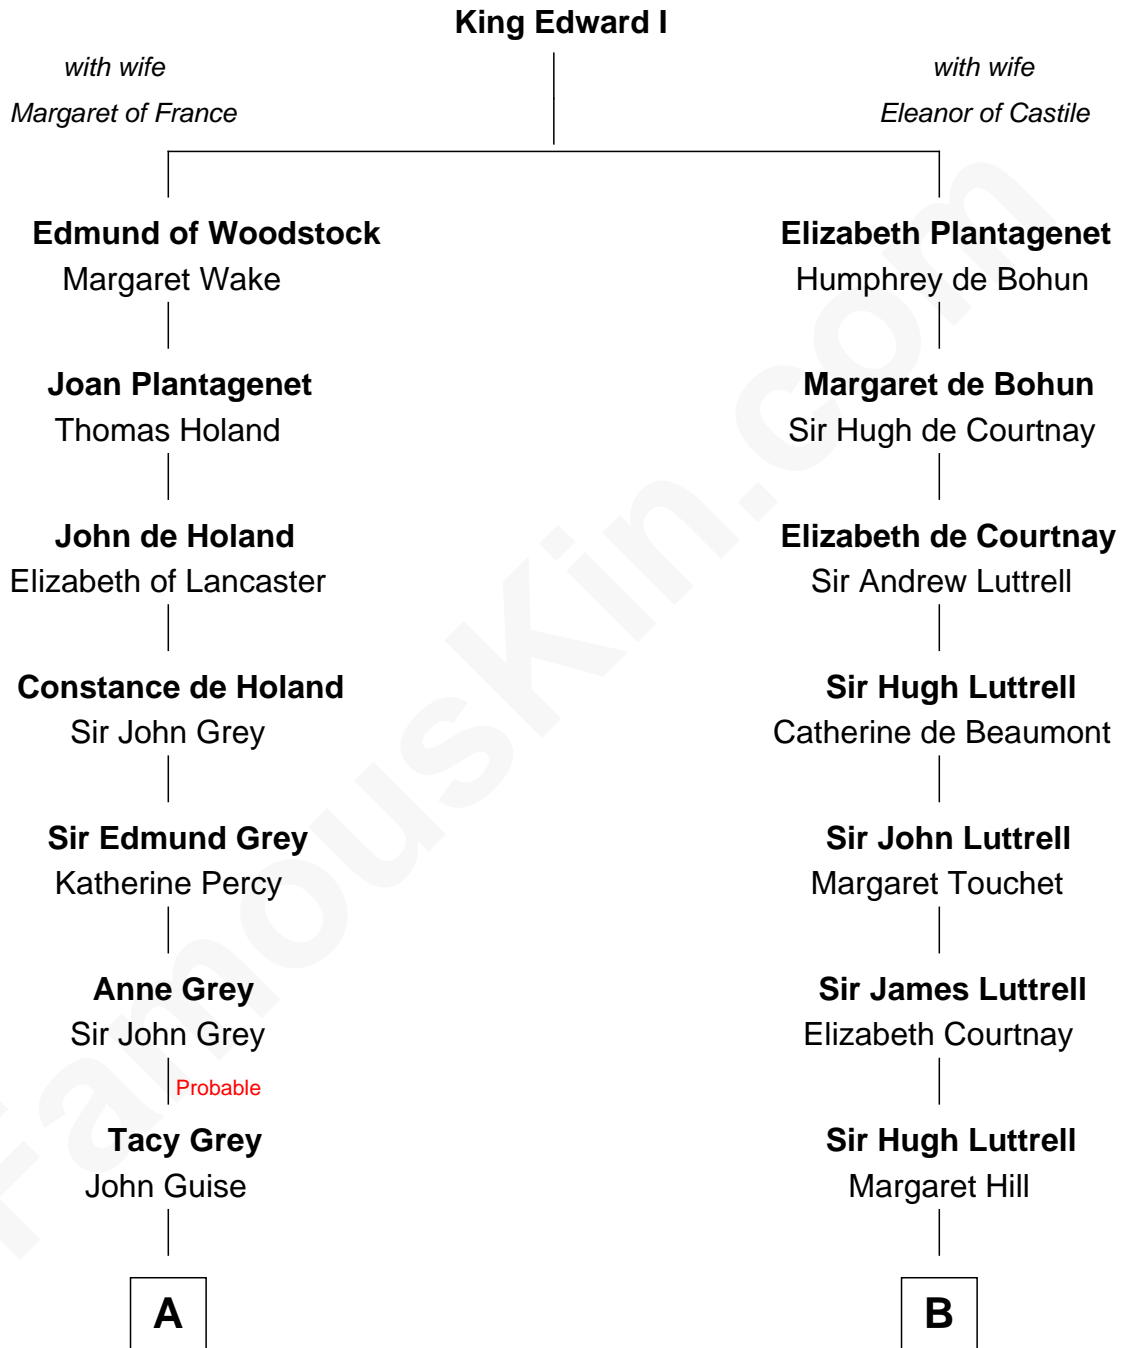 King Edward I
with wife
Margaret of France
with wife
Eleanor of Castile
Edmund of Woodstock
Margaret Wake
Elizabeth Plantagenet
Humphrey de Bohun
Joan Plantagenet
Thomas Holand
Margaret de Bohun
Sir Hugh de Courtnay
John de Holand
Elizabeth of Lancaster
Elizabeth de Courtnay
Sir Andrew Luttrell
Constance de Holand
Sir John Grey
Sir Hugh Luttrell
Catherine de Beaumont
Sir Edmund Grey
Katherine Percy
Sir John Luttrell
Margaret Touchet
Anne Grey
Sir John Grey
Sir James Luttrell
Elizabeth Courtnay
Probable
Tacy Grey
John Guise
Sir Hugh Luttrell
Margaret Hill
A
B
FamousKin.com